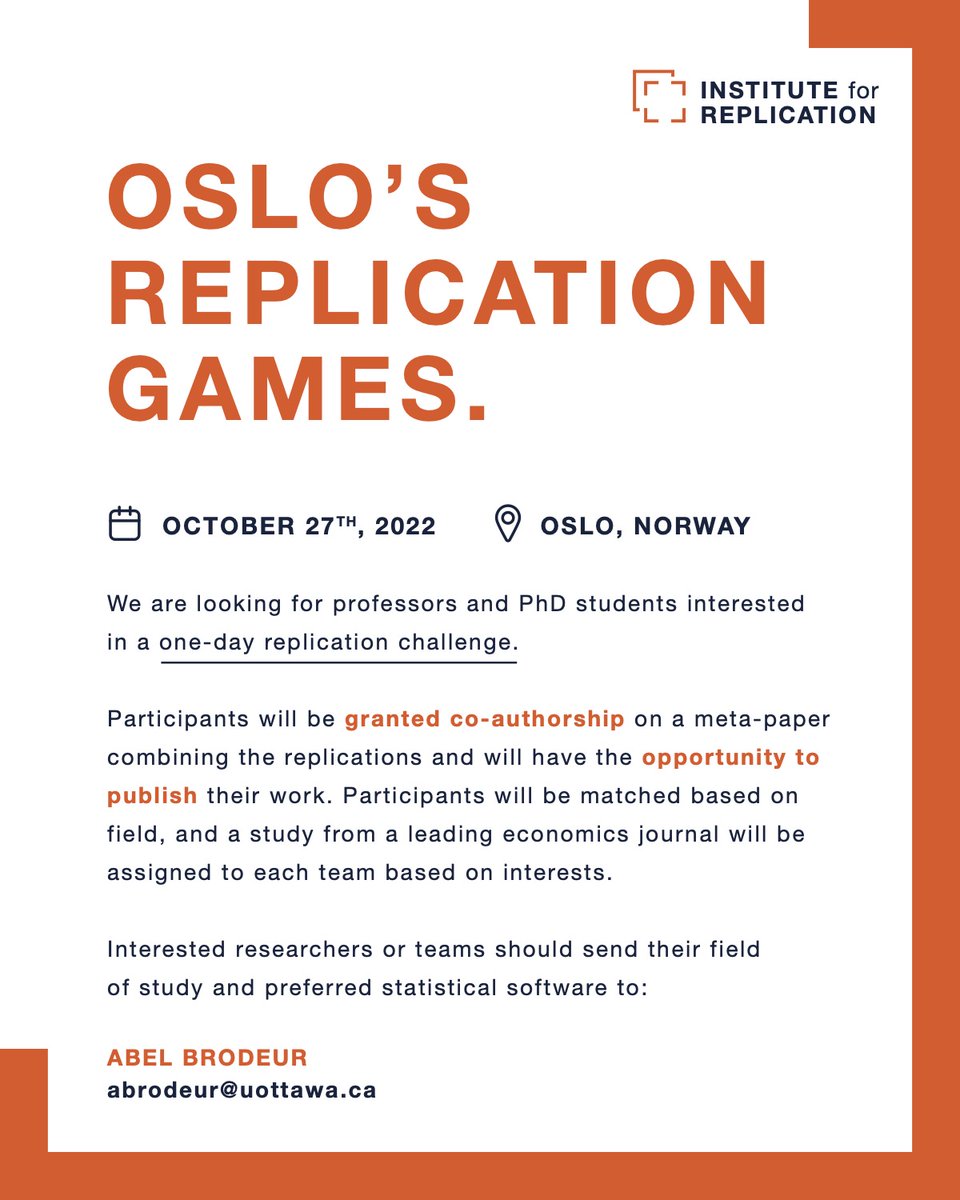 INSTITUTE for
REPLICATION
OSLO’S
REPLICATION
GAMES.
OCTOBER 27TH, 2022
OSLO, NORWAY
We are looking for professors and PhD students interested
in a one-day replication challenge.
Participants will be granted co-authorship on a meta-paper
combining the replications and will have the opportunity to
publish their work. Participants will be matched based on
field, and a study from a leading economics journal will be
assigned to each team based on interests.
Interested researchers or teams should send their field
of study and preferred statistical software to:
ABEL BRODEUR
abrodeur@uottawa.ca